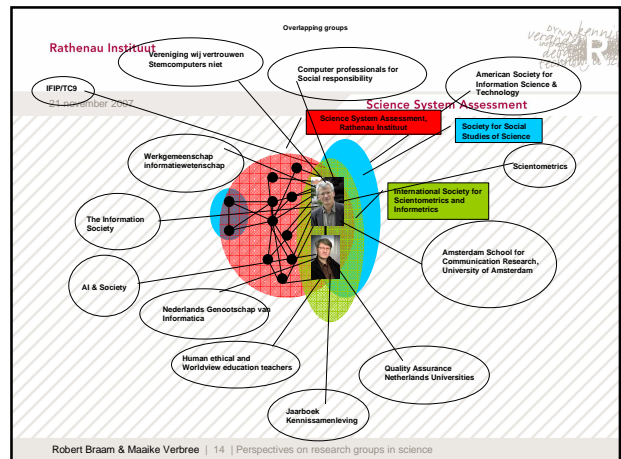 Overlapping groups
Rathenau Instituut
Vereniging wij vertrouwen
Stemcomputers niet
Computer professionals for
Social responsibility
American Society for
Information Science &
Technology
IFIP/TC9
21 november 2007
Science System Assessment
Science System Assessment,
Rathenau Instituut
Society for Social
Studies of Science
Werkgemeenschap
informatiewetenschap
Scientometrics
International Society for
Scientometrics and
Informetrics
The Information
Society
Amsterdam School for
Communication Research,
University of Amsterdam
AI & Society
Nederlands Genootschap van
Informatica
Human ethical and
Worldview education teachers
Quality Assurance
Netherlands Universities
Jaarboek
Kennissamenleving
Robert Braam & Maaike Verbree | 14 | Perspectives on research groups in science
R